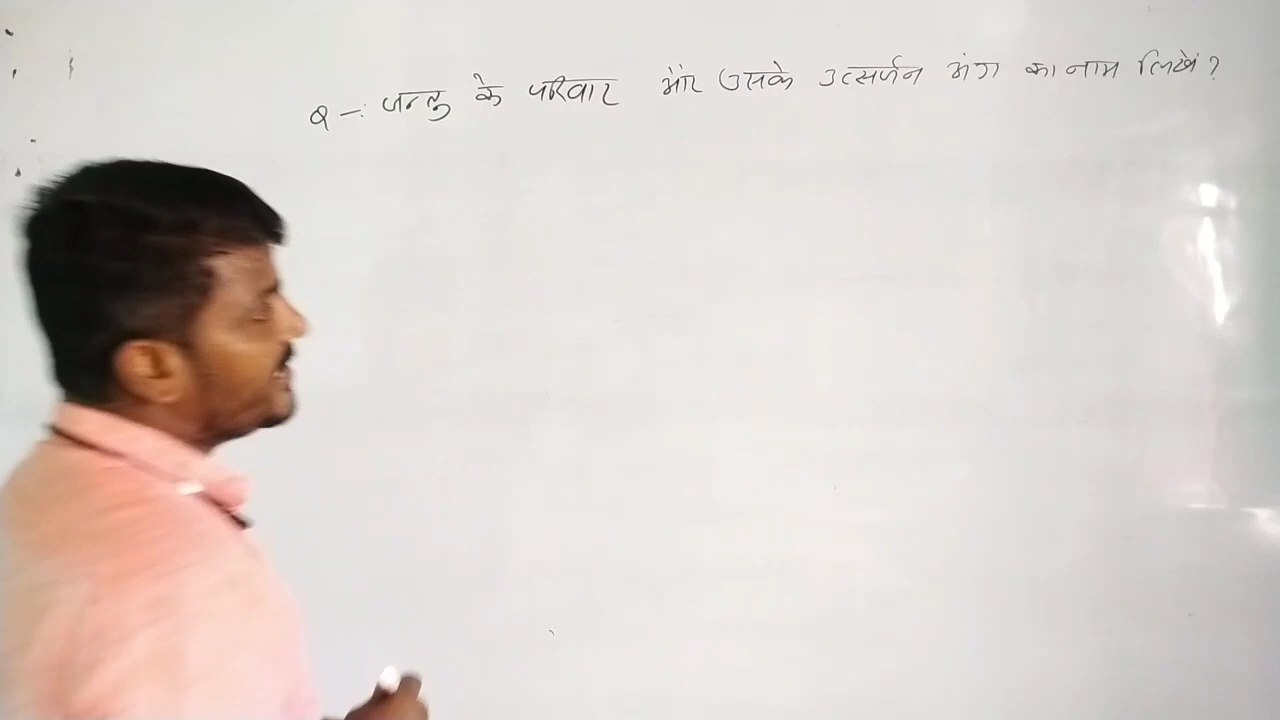 Q -: जन्तु के परिवार और उसके उत्सर्जन अंग का नाम लिखें ?